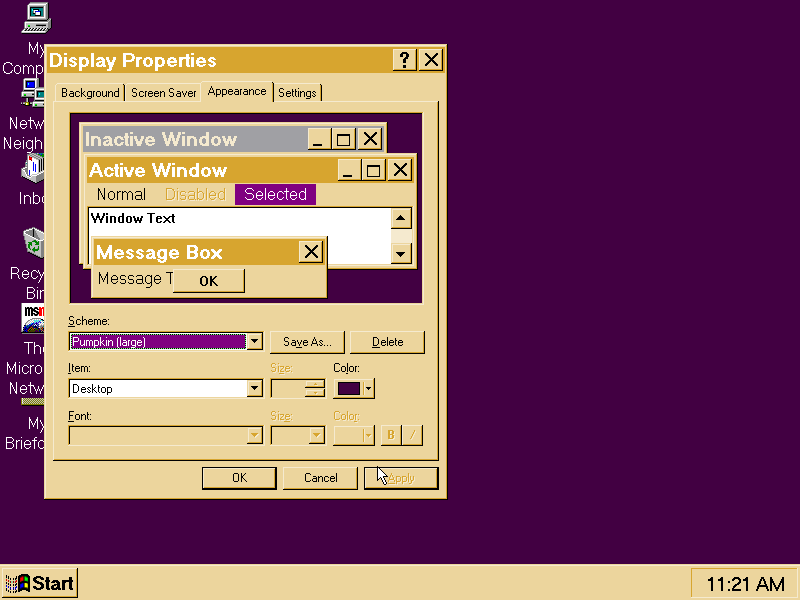 My
Comp
Netw
Neigh
Inbo
Recy
Bin
msn
The
Micro
Netw
My
Briefc
Display Properties
Background Screen Saver Appearance Settings
Inactive Window
Active Window
Normal Disabled Selected
Window Text
Message Box
Message T
OK
Scheme:
Pumpkin (large) Save As... Delete
Item: Size: Color:
Desktop
Font: Size: Color:
B /
OK Cancel Apply
Start 11:21 AM